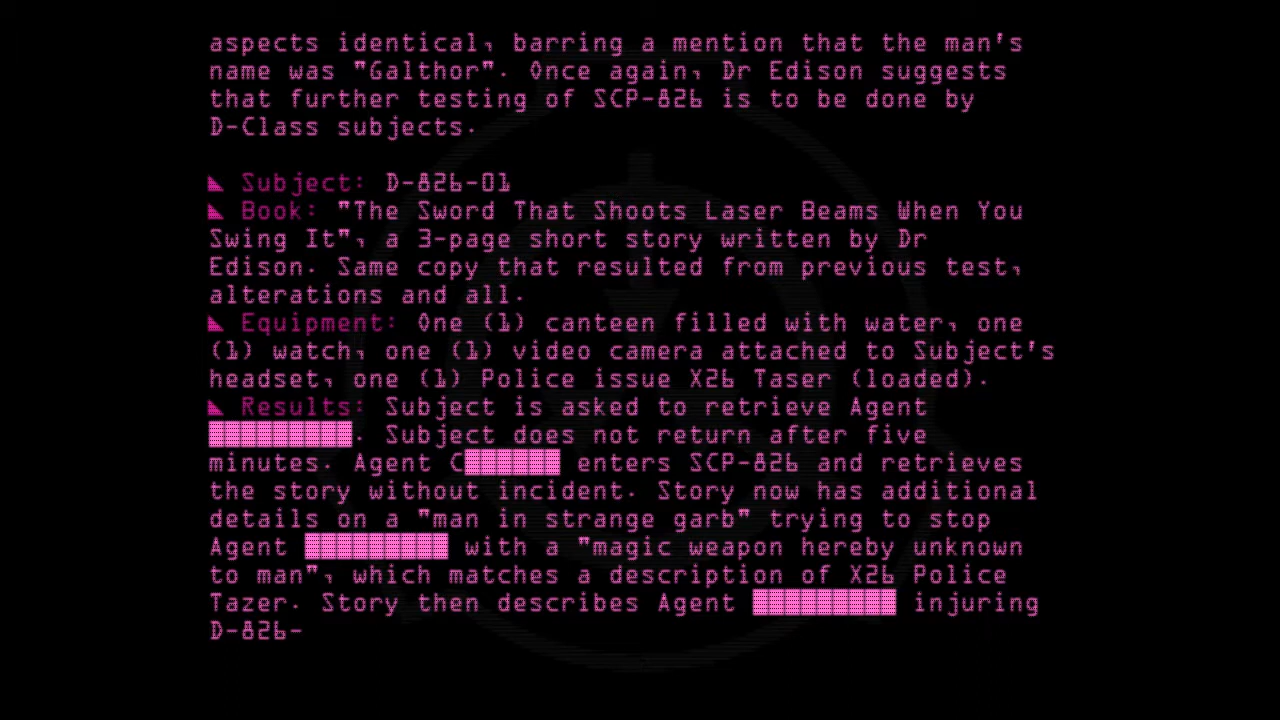 aspects identical, barring a mention that the man's
name was "Galthor". Once again, Dr Edison suggests
that further testing of SCP-826 is to be done by
D-Class subjects.
Subject: D-826-01
Book: "The Sword That Shoots Laser Beams When You
Swing It", a 3-page short story written by Dr
Edison. Same copy that resulted from previous test,
alterations and all.
Equipment: One (1) canteen filled with water, one
(1) watch, one (1) video camera attached to Subject's
headset, one (1) Police issue X26 Taser (loaded).
Results: Subject is asked to retrieve Agent
█████████. Subject does not return after five
minutes. Agent C██████ enters SCP-826 and retrieves
the story without incident. Story now has additional
details on a "man in strange garb" trying to stop
Agent █████████ with a "magic weapon hereby unknown
to man", which matches a description of X26 Police
Tazer. Story then describes Agent █████████ injuring
D-826-